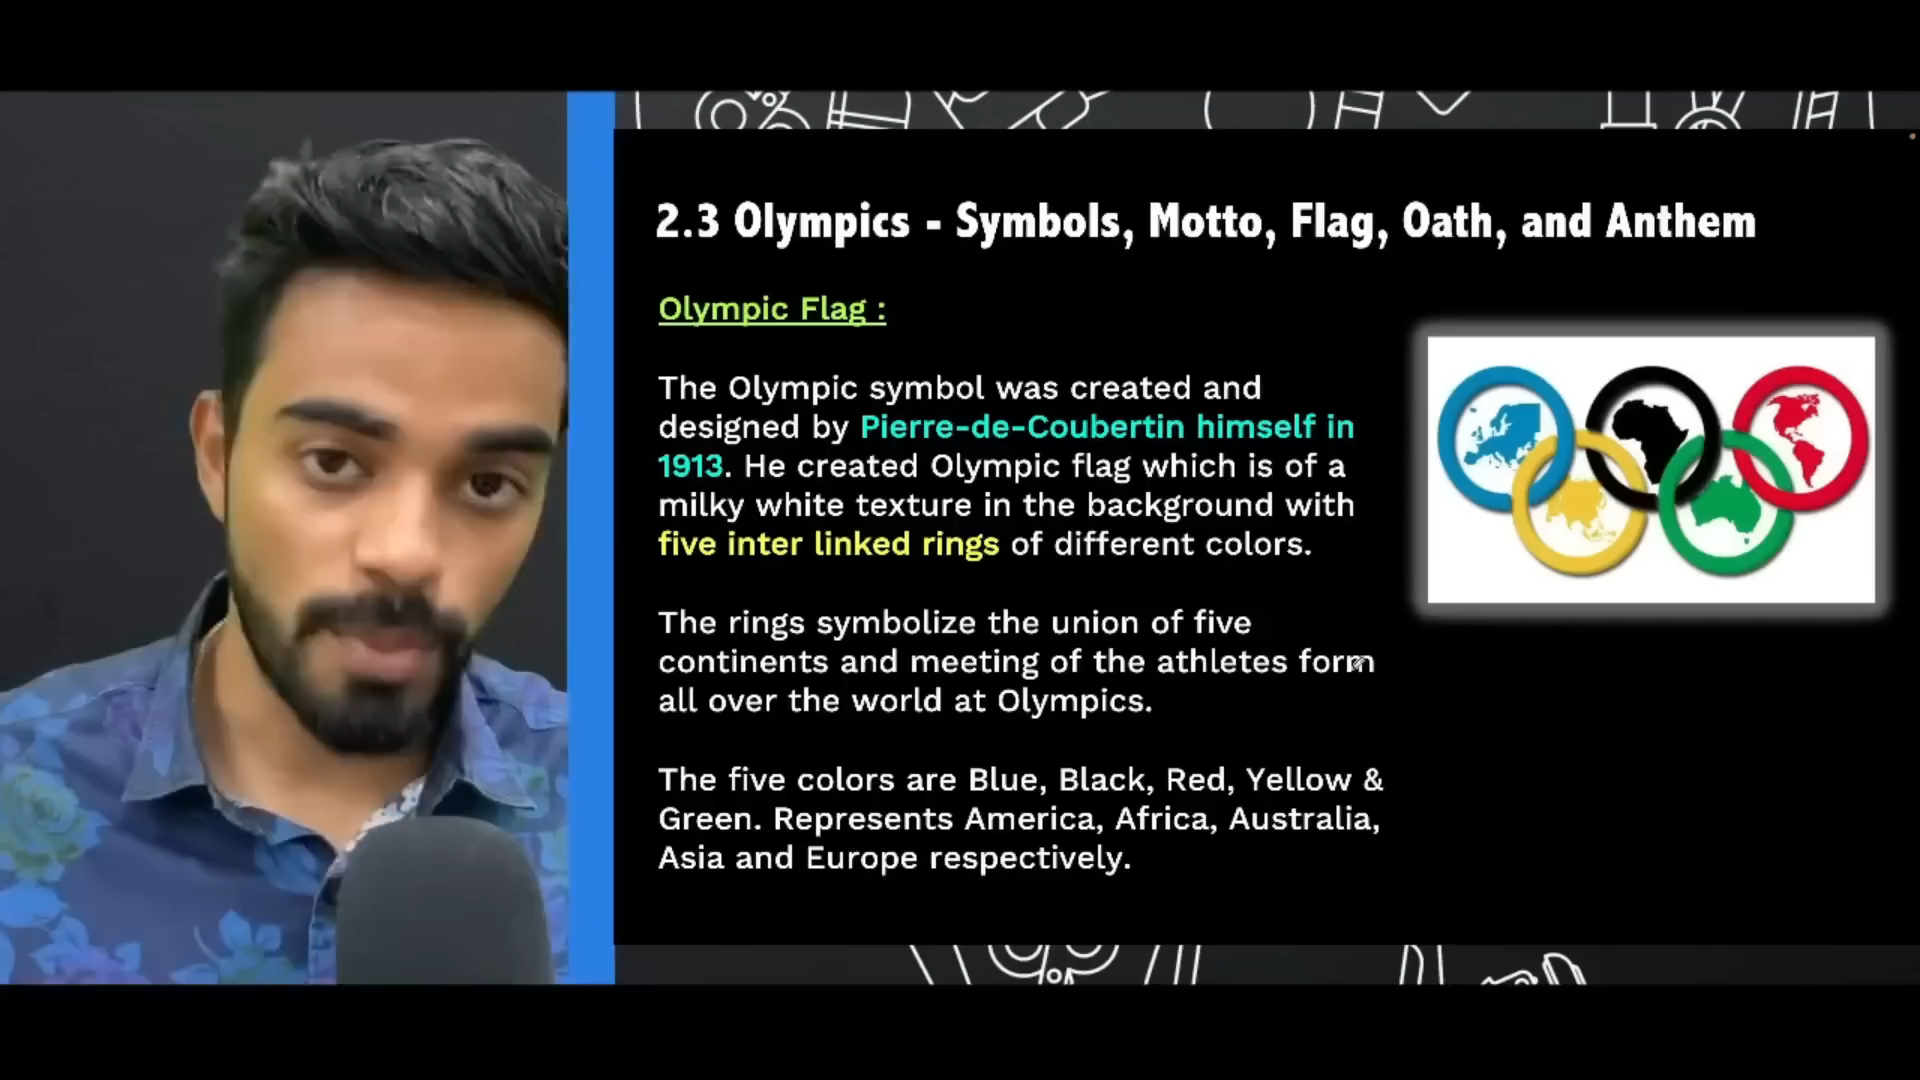 2.3 Olympics - Symbols, Motto, Flag, Oath, and Anthem
Olympic Flag :
The Olympic symbol was created and
designed by Pierre-de-Coubertin himself in
1913. He created Olympic flag which is of a
milky white texture in the background with
five inter linked rings of different colors.
The rings symbolize the union of five
continents and meeting of the athletes form
all over the world at Olympics.
The five colors are Blue, Black, Red, Yellow &
Green. Represents America, Africa, Australia,
Asia and Europe respectively.